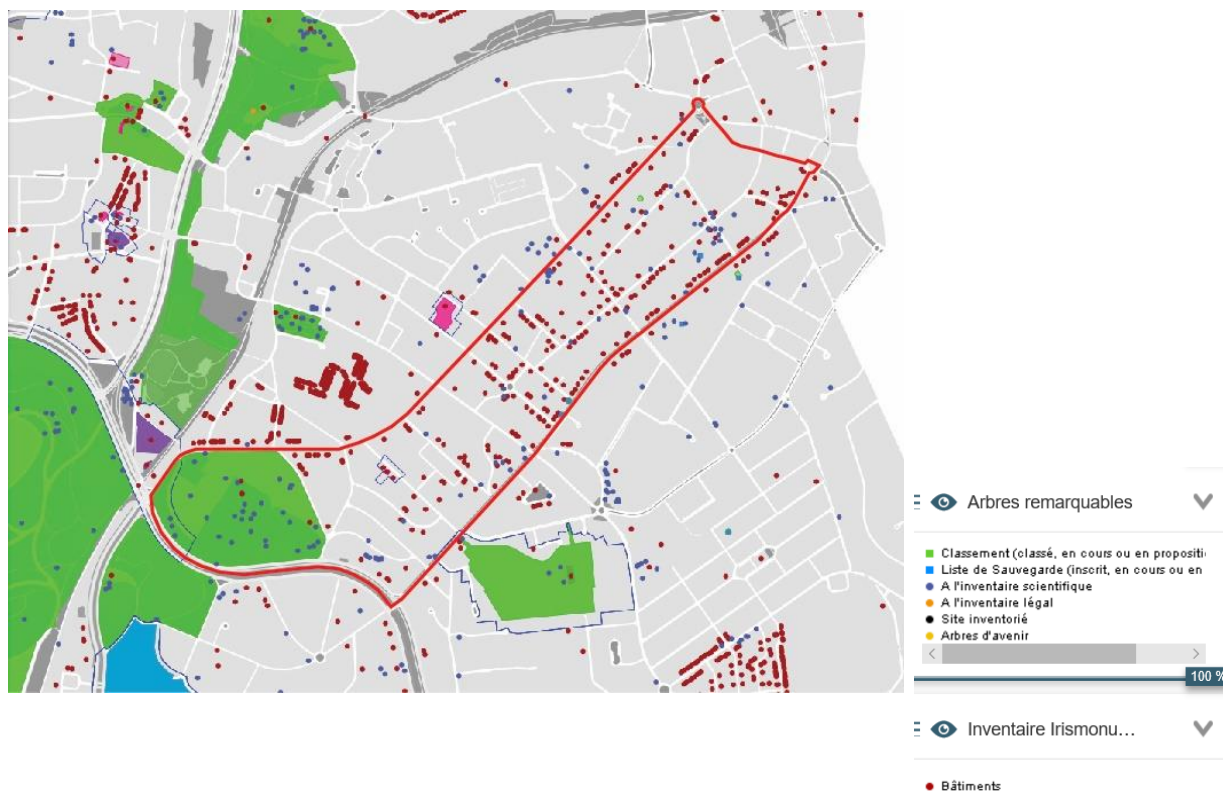 Arbres remarquables
Classement (classé, en cours ou en propositi
Liste de Sauvegarde (inscrit, en cours ou en
A l'inventaire scientifique
A l'inventaire légal
Site inventorié
Arbres d'avenir
100 %
Inventaire Irismonu...
Bâtiments